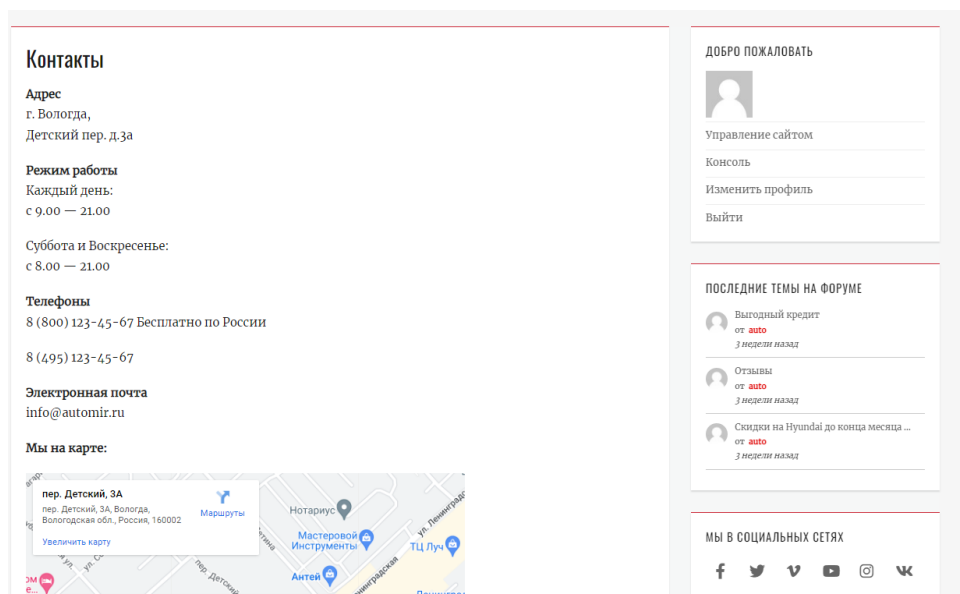 Контакты
Адрес
г. Вологда,
Детский пер. д.3а
Режим работы
Каждый день:
с 9.00 — 21.00
Суббота и Воскресенье:
с 8.00 — 21.00
Телефоны
8 (800) 123-45-67 Бесплатно по России
8 (495) 123-45-67
Электронная почта
info@automir.ru
Мы на карте:
пер. Детский, 3А
пер. Детский, 3А, Вологда,
Вологодская обл., Россия, 160002
Маршруты
Увеличить карту
Нотариус
Мастеровой
Инструменты
ТЦ Луч
Антей
ул. Ленинградс
пер. Детский
ДОБРО ПОЖАЛОВАТЬ
Управление сайтом
Консоль
Изменить профиль
Выйти
ПОСЛЕДНИЕ ТЕМЫ НА ФОРУМЕ
Выгодный кредит
от auto
3 недели назад
Отзывы
от auto
3 недели назад
Скидки на Hyundai до конца месяца ...
от auto
3 недели назад
МЫ В СОЦИАЛЬНЫХ СЕТЯХ